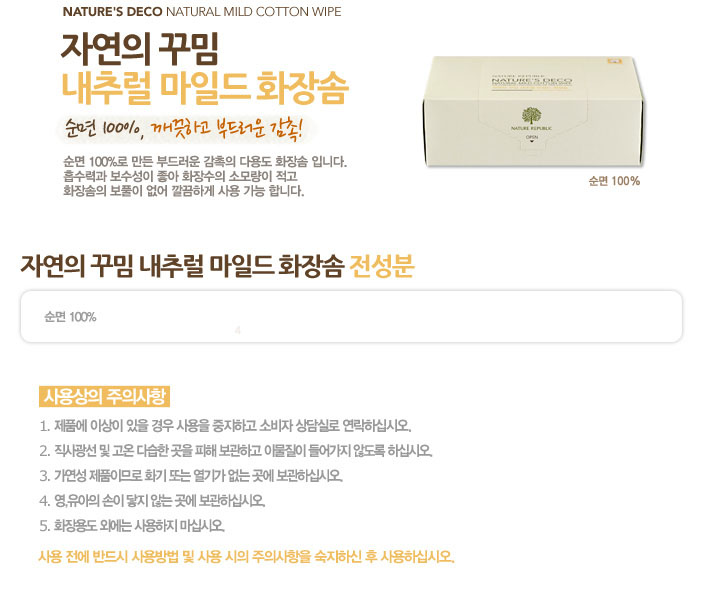 NATURE'S DECO NATURAL MILD COTTON WIPE
자연의 꾸밈
내추럴 마일드 화장솜
순면 100%, 깨끗하고 부드러운 감촉!
순면 100%로 만든 부드러운 감촉의 다용도 화장솜 입니다.
흡수력과 보수성이 좋아 화장수의 소모량이 적고
화장솜의 보풀이 없어 깔끔하게 사용 가능 합니다.
NATURE REPUBLIC
NATURE'S DECO
NATURAL MILD COTTON WIPE
NATURE REPUBLIC
OPEN
순면 100%
자연의 꾸밈 내추럴 마일드 화장솜 전성분
순면 100%
4
사용상의 주의사항
1. 제품에 이상이 있을 경우 사용을 중지하고 소비자 상담실로 연락하십시오.
2. 직사광선 및 고온 다습한 곳을 피해 보관하고 이물질이 들어가지 않도록 하십시오.
3. 가연성 제품이므로 화기 또는 열기가 없는 곳에 보관하십시오.
4. 영,유아의 손이 닿지 않는 곳에 보관하십시오.
5. 화장용도 외에는 사용하지 마십시오.
사용 전에 반드시 사용방법 및 사용 시의 주의사항을 숙지하신 후 사용하십시오.